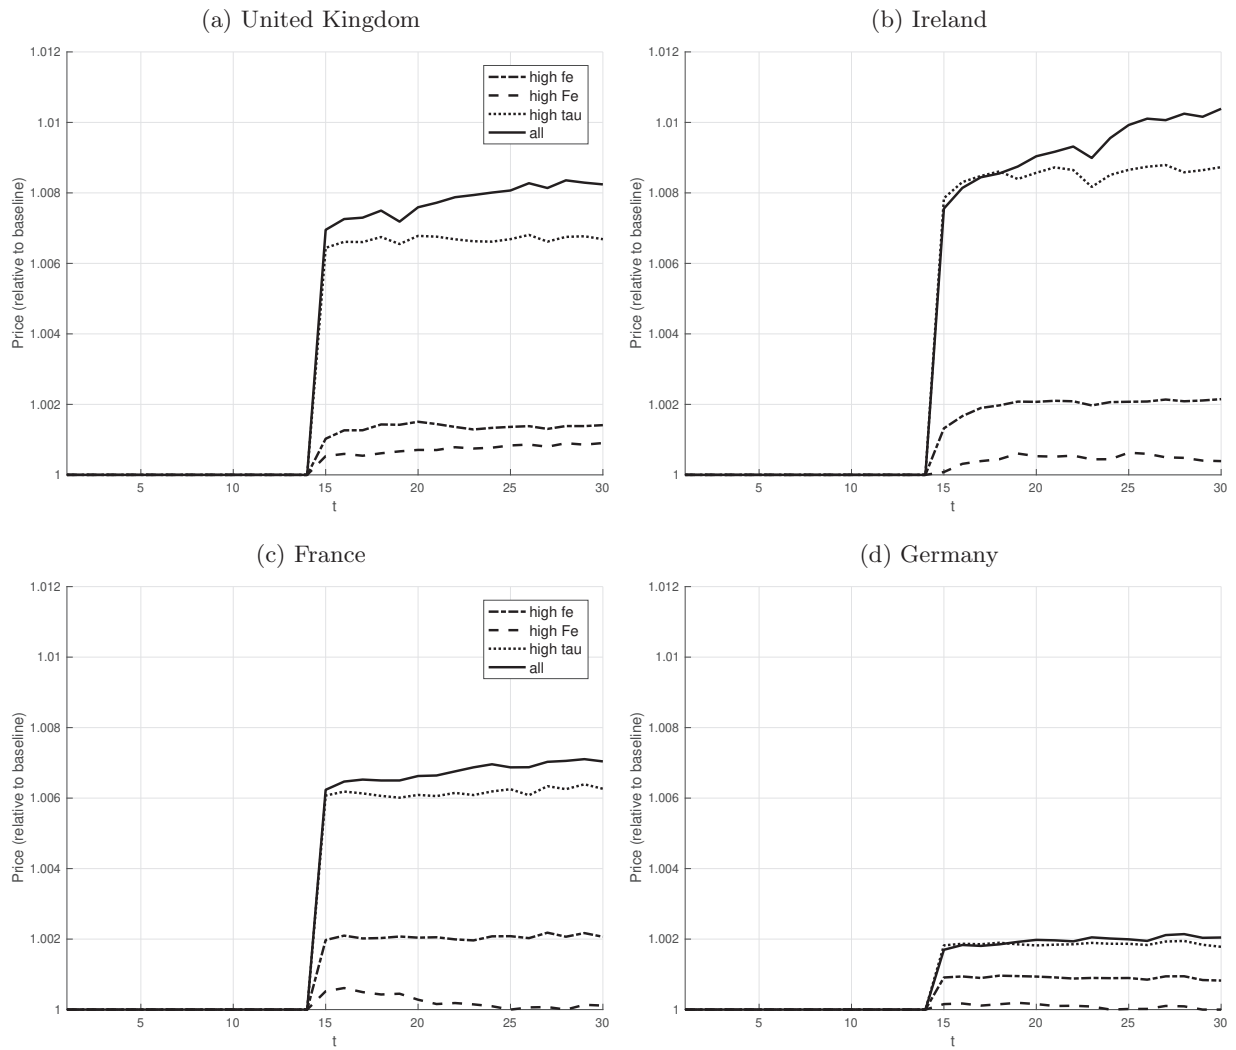 (a) United Kingdom
1.012
1.01
1.008
1.006
1.004
1.002
1
Price (relative to baseline)
high fe
high Fe
high tau
all
5
10
15
20
25
30
t
(b) Ireland
1.012
1.01
1.008
1.006
1.004
1.002
1
Price (relative to baseline)
5
10
15
20
25
30
t
(c) France
1.012
1.01
1.008
1.006
1.004
1.002
1
Price (relative to baseline)
high fe
high Fe
high tau
all
5
10
15
20
25
30
t
(d) Germany
1.012
1.01
1.008
1.006
1.004
1.002
1
Price (relative to baseline)
5
10
15
20
25
30
t